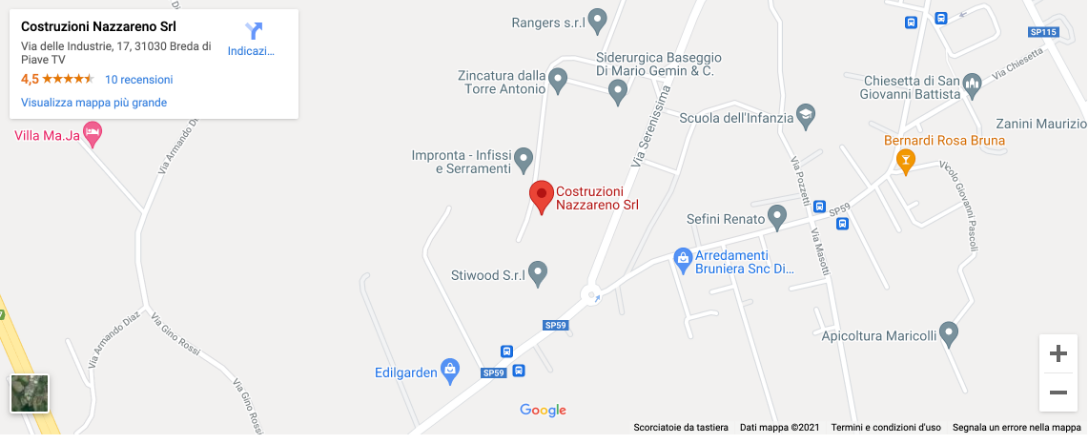 Costruzioni Nazzareno Srl
Via delle Industrie, 17, 31030 Breda di
Piave TV
Indicazi...
4,5
10 recensioni
Visualizza mappa più grande
Rangers s.r.l
SP115
Siderurgica Baseggio
Di Mario Gemin & C.
Zincatura dalla
Torre Antonio
Via Chiesetta
Chiesetta di San
Giovanni Battista
Via Serenissima
Scuola dell'Infanzia
Zanini Maurizio
Villa Ma.Ja
Via Armando Di
Bernardi Rosa Bruna
Impronta - Infissi
e Serramenti
Via Pozzetti
Vicolo Giovanni Pascoli
Costruzioni
Nazzareno Srl
SP59
Sefini Renato
Via Masotti
Arredamenti
Bruniera Snc Di...
Stiwood S.r.l
Via Armando Diaz
Via Gino Rossi
SP59
Apicoltura Maricolli
Edilgarden
SP59
Via Gino Rossi
Google
Scorciatoie da tastiera
Dati mappa ©2021
Termini e condizioni d'uso
Segnala un errore nella mappa